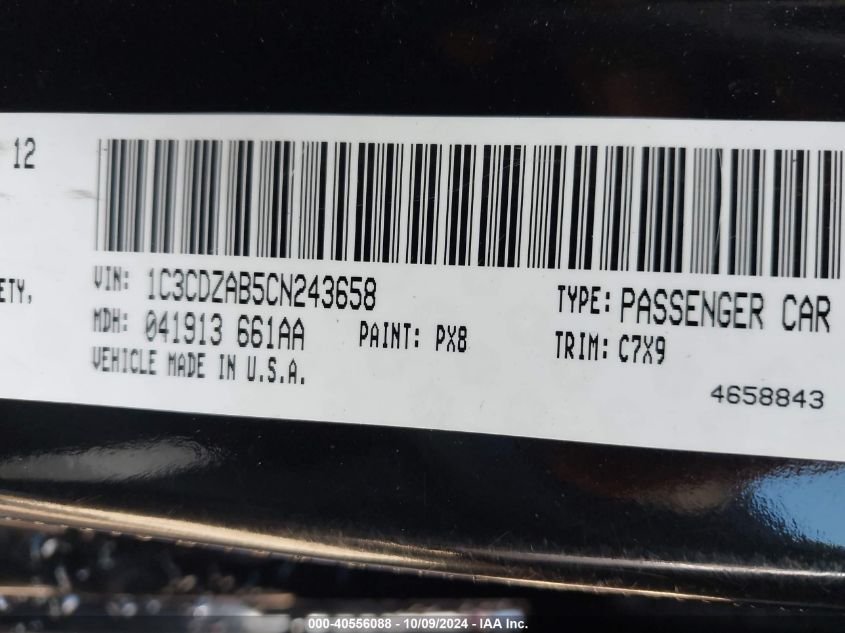 12
ETY,
VIN: 1C3CDZAB5CN243658
TYPE: PASSENGER CAR
MDH: 041913 661AA
PAINT: PX8
TRIM: C7X9
VEHICLE MADE IN U.S.A.
4658843
000-40556088 - 10/09/2024 - IAA Inc.